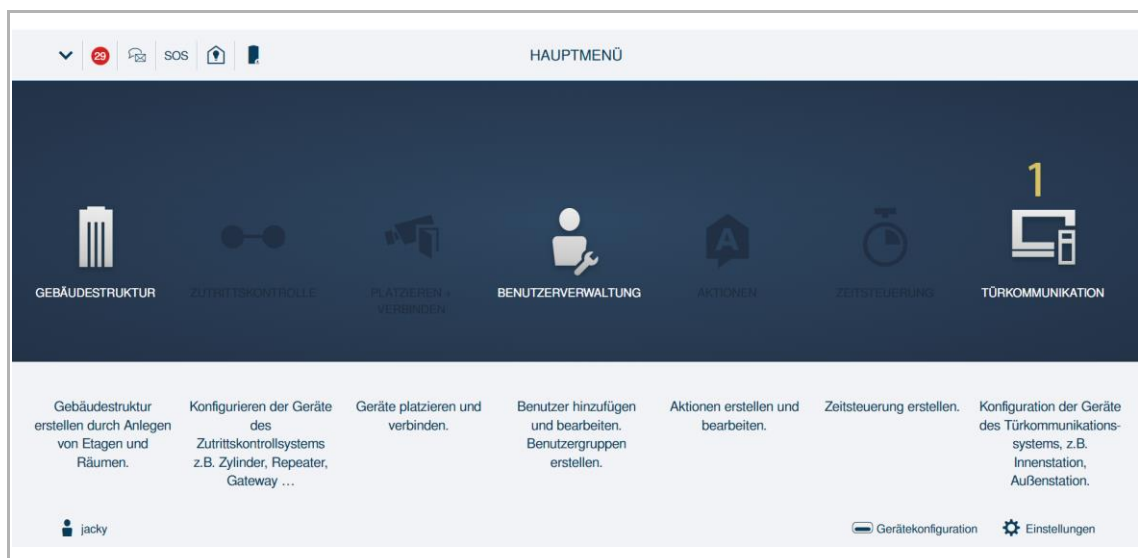 29
SOS
HAUPTMENÜ
1
GEBÄUDESTRUKTUR
ZUTRITTSKONTROLLE
PLATZIEREN +
VERBINDEN
BENUTZERVERWALTUNG
AKTIONEN
ZEITSTEUERUNG
TÜRKOMMUNIKATION
Gebäudestruktur
erstellen durch Anlegen
von Etagen und
Räumen.
Konfigurieren der Geräte
des
Zutrittskontrollsystems
z.B. Zylinder, Repeater,
Gateway ...
Geräte platzieren und
verbinden.
Benutzer hinzufügen
und bearbeiten.
Benutzergruppen
erstellen.
Aktionen erstellen und
bearbeiten.
Zeitsteuerung erstellen.
Konfiguration der Geräte
des Türkommunikations-
systems, z.B.
Innenstation,
Außenstation.
jacky
Gerätekonfiguration
Einstellungen